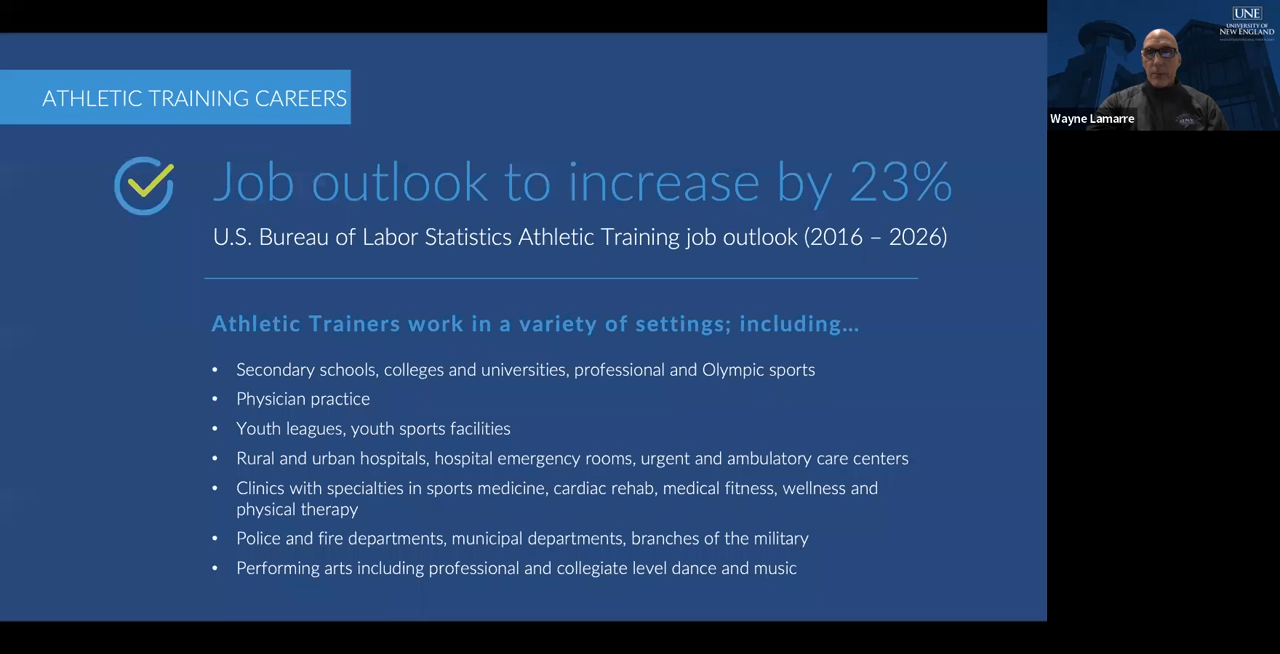 ATHLETIC TRAINING CAREERS
Job outlook to increase by 23%
U.S. Bureau of Labor Statistics Athletic Training job outlook (2016 – 2026)
Athletic Trainers work in a variety of settings; including...
• Secondary schools, colleges and universities, professional and Olympic sports
• Physician practice
• Youth leagues, youth sports facilities
• Rural and urban hospitals, hospital emergency rooms, urgent and ambulatory care centers
• Clinics with specialties in sports medicine, cardiac rehab, medical fitness, wellness and
physical therapy
• Police and fire departments, municipal departments, branches of the military
• Performing arts including professional and collegiate level dance and music
UNE
UNIVERSITY OF
NEW ENGLAND
Wayne Lamarre